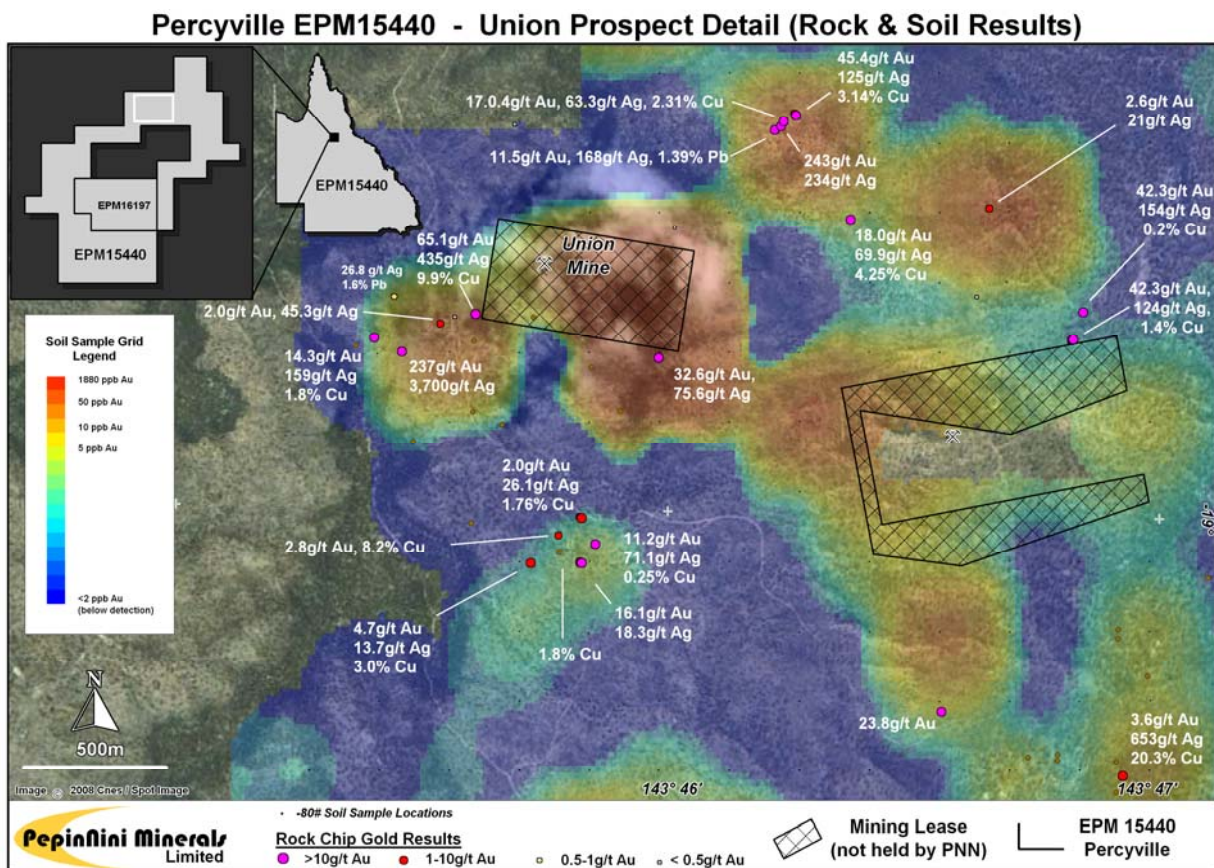 Percyville EPM15440 - Union Prospect Detail (Rock & Soil Results)
EPM16197
EPM15440
EPM15440
45.4g/t Au
125g/t Ag
3.14% Cu
17.0.4g/t Au, 63.3g/t Ag, 2.31% Cu
11.5g/t Au, 168g/t Ag, 1.39% Pb
243g/t Au
234g/t Ag
2.6g/t Au
21g/t Ag
42.3g/t Au
154g/t Ag
0.2% Cu
18.0g/t Au
69.9g/t Ag
4.25% Cu
42.3g/t Au,
124g/t Ag,
1.4% Cu
65.1g/t Au
435g/t Ag
9.9% Cu
Union
Mine
26.8 g/t Ag
1.6% Pb
2.0g/t Au, 45.3g/t Ag
14.3g/t Au
159g/t Ag
1.8% Cu
237g/t Au
3,700g/t Ag
32.6g/t Au,
75.6g/t Ag
Soil Sample Grid
Legend
1880 ppb Au
50 ppb Au
10 ppb Au
5 ppb Au
<2 ppb Au
(below detection)
2.0g/t Au
26.1g/t Ag
1.76% Cu
2.8g/t Au, 8.2% Cu
11.2g/t Au
71.1g/t Ag
0.25% Cu
16.1g/t Au
18.3g/t Ag
4.7g/t Au
13.7g/t Ag
3.0% Cu
1.8% Cu
-19°
23.8g/t Au
3.6g/t Au
653g/t Ag
20.3% Cu
N
500m
Image © 2008 Cnes / Spot Image
143° 46'
143° 47'
PepinNini Minerals
Limited
-80# Soil Sample Locations
Rock Chip Gold Results
>10g/t Au
1-10g/t Au
0.5-1g/t Au
< 0.5g/t Au
Mining Lease
(not held by PNN)
EPM 15440
Percyville